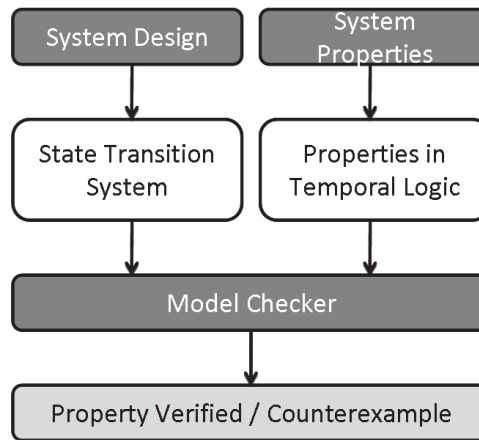 System Design
System
Properties
State Transition
System
Properties in
Temporal Logic
Model Checker
Property Verified / Counterexample